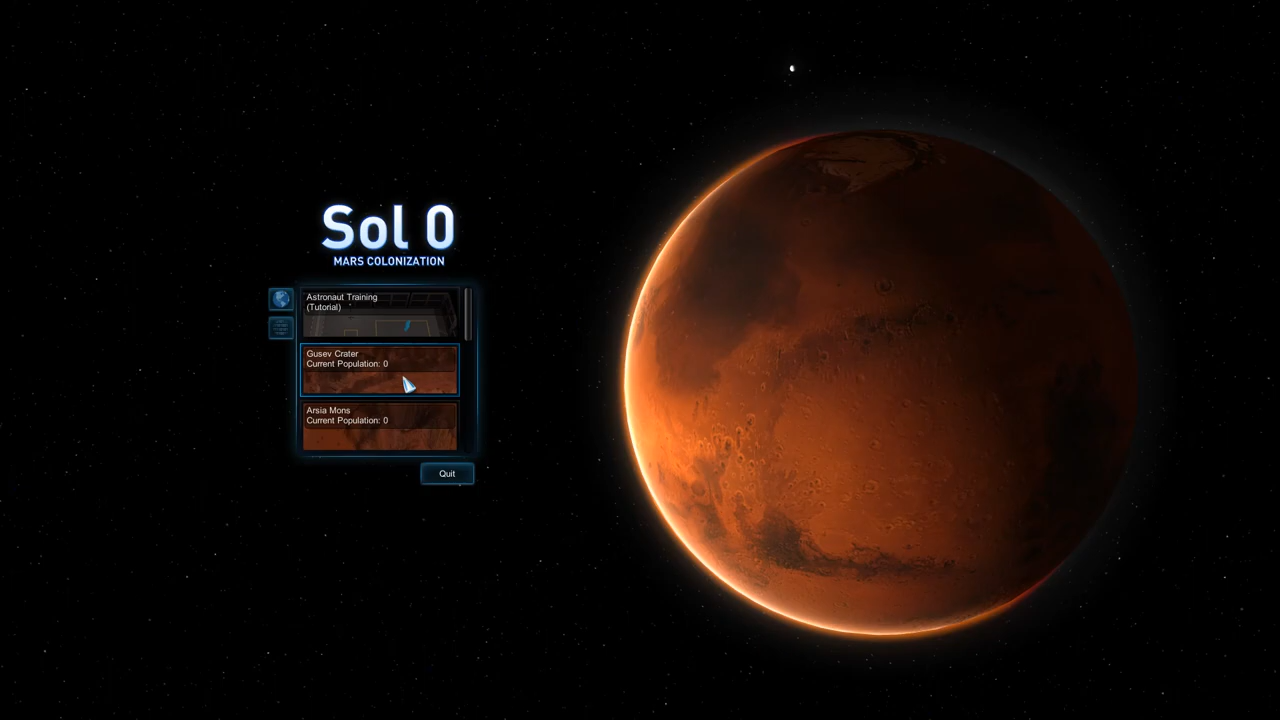 Sol 0
MARS COLONIZATION
Astronaut Training
(Tutorial)
Gusev Crater
Current Population: 0
Arsia Mons
Current Population: 0
Quit